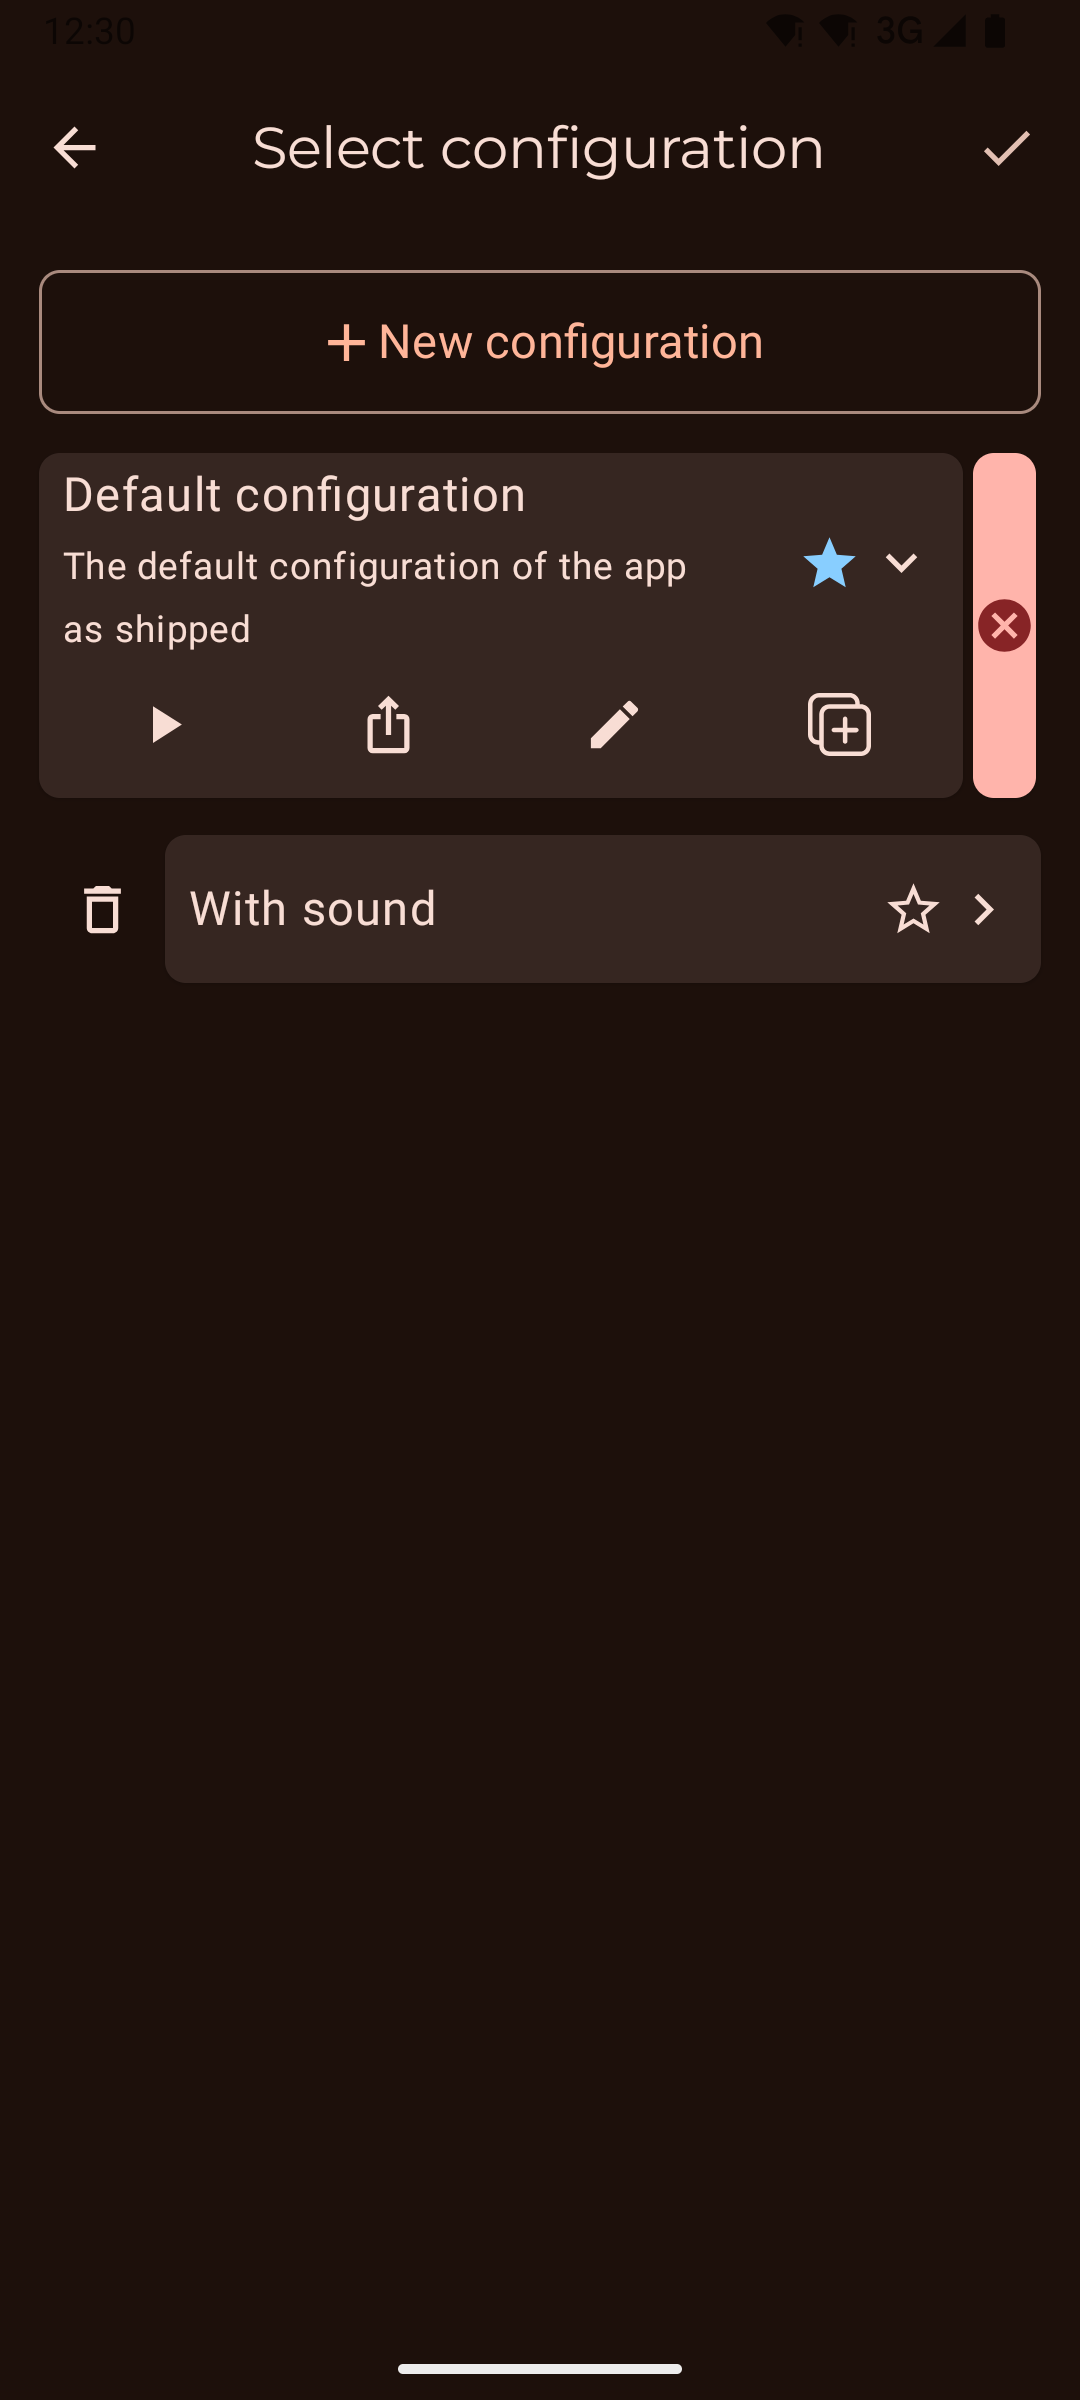 12:30
3G
Select configuration
New configuration
Default configuration
The default configuration of the app
as shipped
With sound